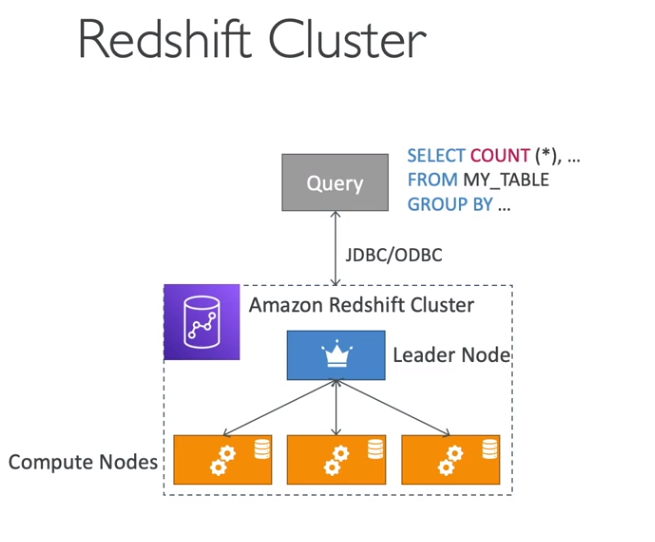 Redshift Cluster
Query
SELECT COUNT (*), ...
FROM MY_TABLE
GROUP BY ...
JDBC/ODBC
Amazon Redshift Cluster
Leader Node
Compute Nodes